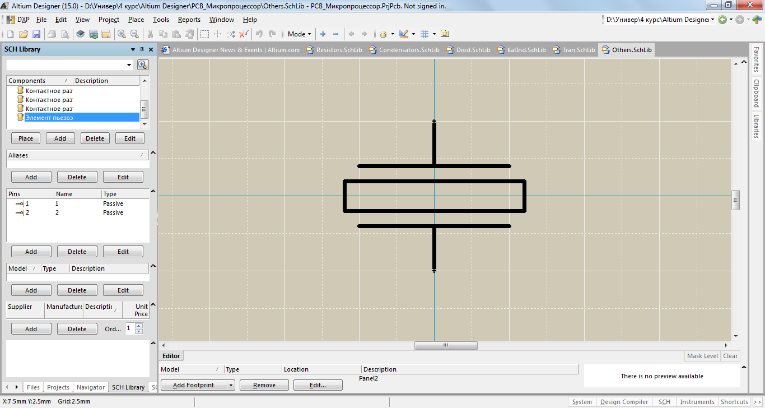 Altium Designer (15.0) - D:\Универ\4 курс\Altium Designer\PCB_Микропроцессор\Others.SchLib - PCB_Микропроцессор.PrjPcb. Not signed in.
DXP File Edit View Project Place Tools Reports Window Help
D:\Универ\4 курс\Altium Designer
Mode
SCH Library
Altium Designer News & Events | Altium.com Resistors.SchLib Condensators.SchLib Diod.SchLib KatInd.SchLib Tran.SchLib Others.SchLib
Components / Description
Контактное раз
Контактное раз
Контактное раз
Элемент пьезоэ
Place Add Delete Edit
Aliases /
Add Delete Edit
Pins Name Type
1 1 Passive
2 2 Passive
Add Delete Edit
Model / Type Description
Add Delete Edit
Supplier Manufacture Descripti / Unit Price
Add Delete Ord... 1
Files Projects Navigator SCH Library SC
Favorites
Clipboard
Libraries
Editor
Mask Level Clear
Model / Type Location Description
Panel2
Add Footprint Remove Edit...
There is no preview available
X:7.5mm Y:2.5mm Grid:2.5mm
System Design Compiler SCH Instruments Shortcuts >>